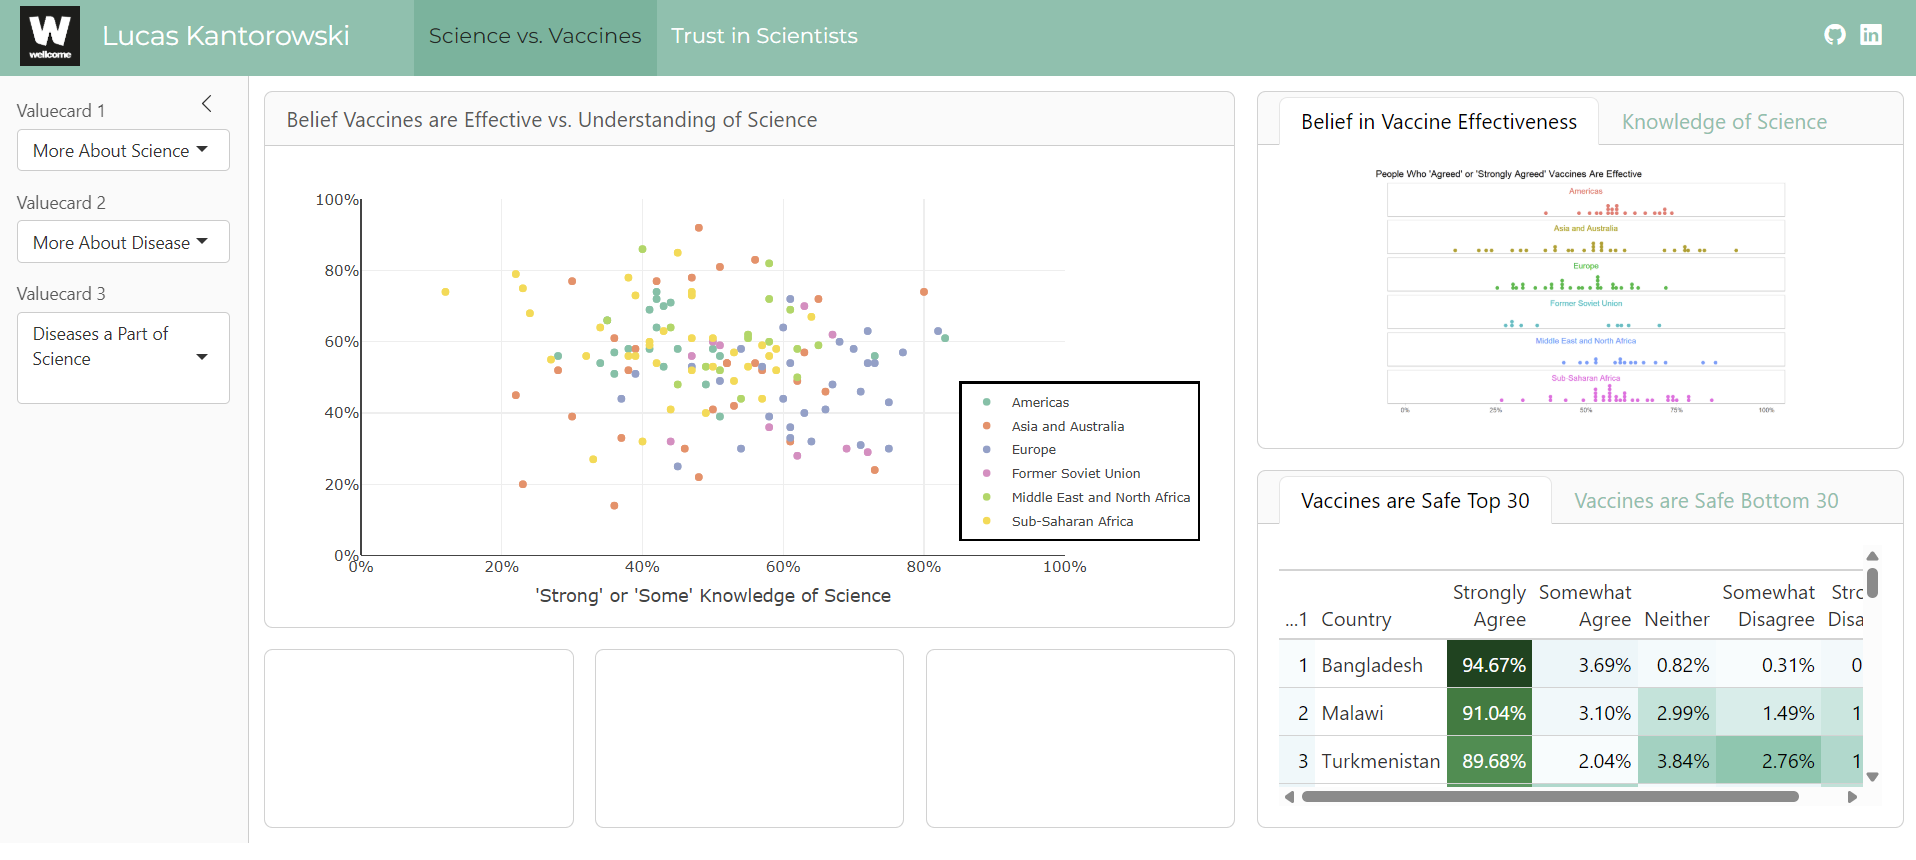 W
wellcome
Lucas Kantorowski
Science vs. Vaccines
Trust in Scientists
Valuecard 1
More About Science
Valuecard 2
More About Disease
Valuecard 3
Diseases a Part of
Science
Belief Vaccines are Effective vs. Understanding of Science
100%
80%
60%
40%
20%
0%
0% 20% 40% 60% 80% 100%
'Strong' or 'Some' Knowledge of Science
Americas
Asia and Australia
Europe
Former Soviet Union
Middle East and North Africa
Sub-Saharan Africa
Belief in Vaccine Effectiveness
Knowledge of Science
People Who 'Agreed' or 'Strongly Agreed' Vaccines Are Effective
Americas
Asia and Australia
Europe
Former Soviet Union
Middle East and North Africa
Sub-Saharan Africa
0% 25% 50% 75% 100%
Vaccines are Safe Top 30
Vaccines are Safe Bottom 30
Strongly Somewhat Somewhat Strc
...1 Country Agree Agree Neither Disagree Disa
1 Bangladesh 94.67% 3.69% 0.82% 0.31% 0
2 Malawi 91.04% 3.10% 2.99% 1.49% 1
3 Turkmenistan 89.68% 2.04% 3.84% 2.76% 1